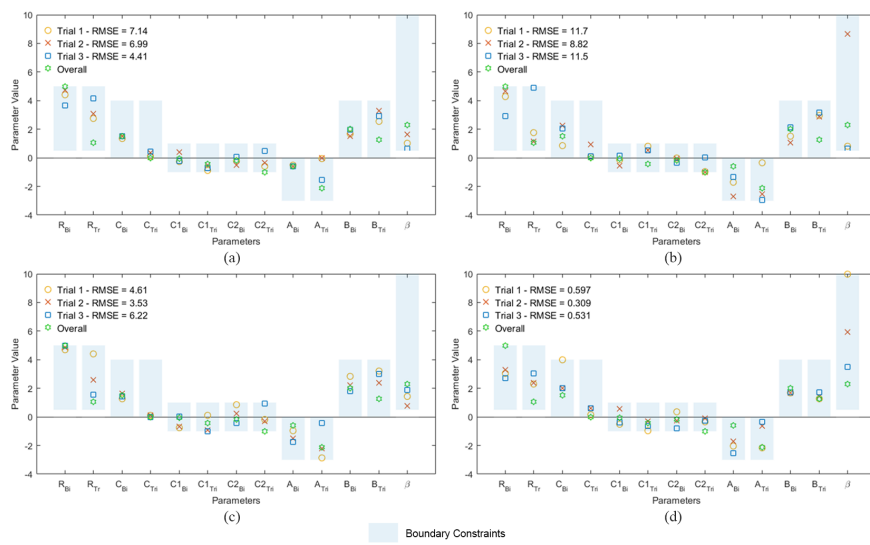 10
8
6
4
2
0
-2
-4
Parameter Value
Trial 1 - RMSE = 7.14
Trial 2 - RMSE = 6.99
Trial 3 - RMSE = 4.41
Overall
R_Bi R_Tr C_Bi C_Tri C1_Bi C1_Tri C2_Bi C2_Tri A_Bi A_Tri B_Bi B_Tri β
Parameters
(a)
10
8
6
4
2
0
-2
-4
Parameter Value
Trial 1 - RMSE = 11.7
Trial 2 - RMSE = 8.82
Trial 3 - RMSE = 11.5
Overall
R_Bi R_Tr C_Bi C_Tri C1_Bi C1_Tri C2_Bi C2_Tri A_Bi A_Tri B_Bi B_Tri β
Parameters
(b)
10
8
6
4
2
0
-2
-4
Parameter Value
Trial 1 - RMSE = 4.61
Trial 2 - RMSE = 3.53
Trial 3 - RMSE = 6.22
Overall
R_Bi R_Tr C_Bi C_Tri C1_Bi C1_Tri C2_Bi C2_Tri A_Bi A_Tri B_Bi B_Tri β
Parameters
(c)
10
8
6
4
2
0
-2
-4
Parameter Value
Trial 1 - RMSE = 0.597
Trial 2 - RMSE = 0.309
Trial 3 - RMSE = 0.531
Overall
R_Bi R_Tr C_Bi C_Tri C1_Bi C1_Tri C2_Bi C2_Tri A_Bi A_Tri B_Bi B_Tri β
Parameters
(d)
Boundary Constraints